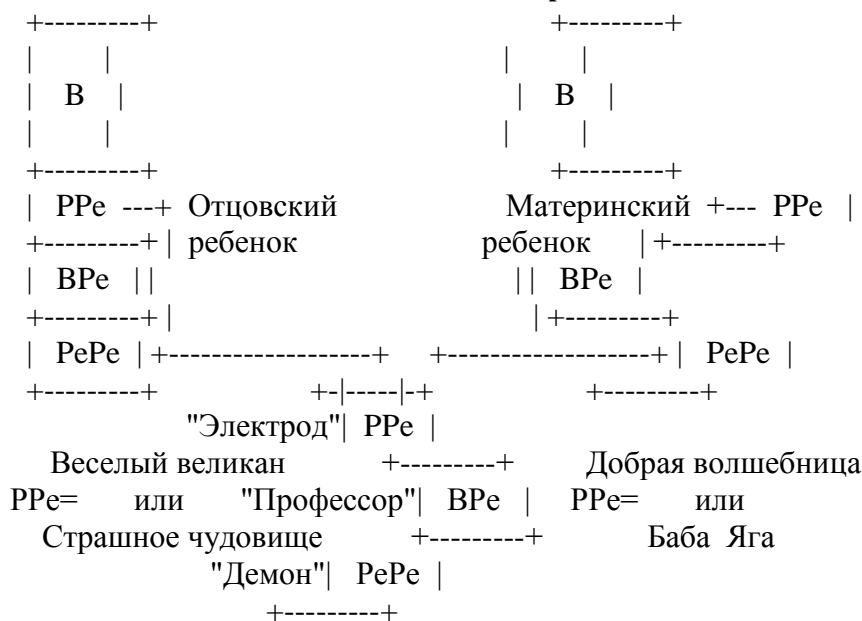 +---------+ +---------+
| | | |
| В | | В |
| | | |
+---------+ +---------+
| РРе ---+ Отцовский Материнский +--- РРе |
+---------+ | ребенок ребенок | +---------+
| ВРе | | | | ВРе |
+---------+ | | +---------+
| РеРе | +------------------+ +-------------------+ | РеРе |
+---------+ +-|-----|-+ +---------+
"Электрод"| РРе |
Веселый великан +---------+ Добрая волшебница
РРе= или "Профессор"| ВРе | РРе= или
Страшное чудовище +---------+ Баба Яга
"Демон"| РеРе |
+---------+